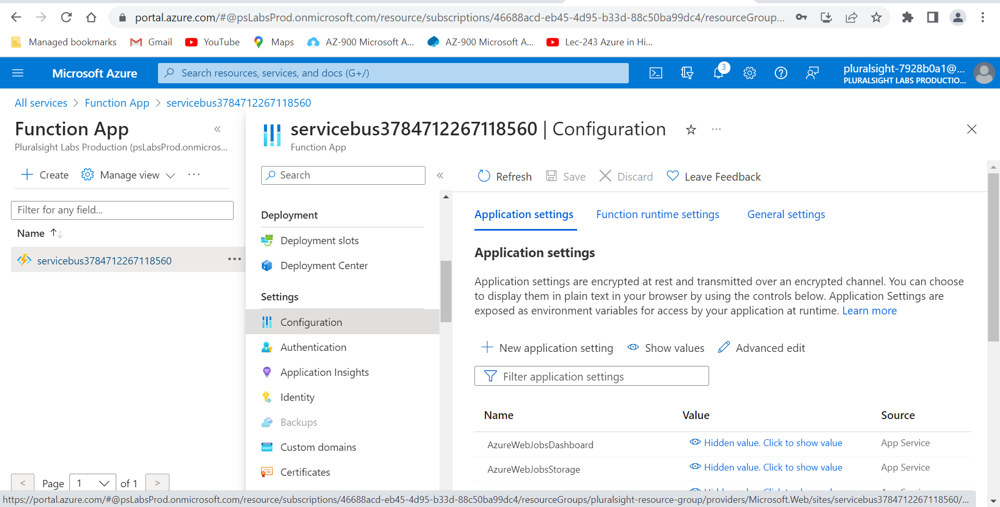 portal.azure.com/#@psLabsProd.onmicrosoft.com/resource/subscriptions/46688acd-eb45-4d95-b33d-88c50ba99dc4/resourceGroup...
Managed bookmarks
Gmail
YouTube
Maps
AZ-900 Microsoft A...
AZ-900 Microsoft A...
Lec-243 Azure in Hi...
Microsoft Azure
Search resources, services, and docs (G+/)
3
pluralsight-7928b0a1@...
PLURALSIGHT LABS PRODUCTIO...
All services > Function App > servicebus3784712267118560
Function App
Pluralsight Labs Production (psLabsProd.onmicros...
Create
Manage view
Filter for any field...
Name
servicebus3784712267118560
< Page 1 of 1 >
servicebus3784712267118560 | Configuration
Function App
Search
Deployment
Deployment slots
Deployment Center
Settings
Configuration
Authentication
Application Insights
Identity
Backups
Custom domains
Certificates
Refresh
Save
Discard
Leave Feedback
Application settings
Function runtime settings
General settings
Application settings
Application settings are encrypted at rest and transmitted over an encrypted channel. You can choose
to display them in plain text in your browser by using the controls below. Application Settings are
exposed as environment variables for access by your application at runtime. Learn more
New application setting
Show values
Advanced edit
Filter application settings
Name Value Source
AzureWebJobsDashboard Hidden value. Click to show value App Service
AzureWebJobsStorage Hidden value. Click to show value App Service
https://portal.azure.com/#@psLabsProd.onmicrosoft.com/resource/subscriptions/46688acd-eb45-4d95-b33d-88c50ba99dc4/resourceGroups/pluralsight-resource-group/providers/Microsoft.Web/sites/servicebus3784712267118560/...